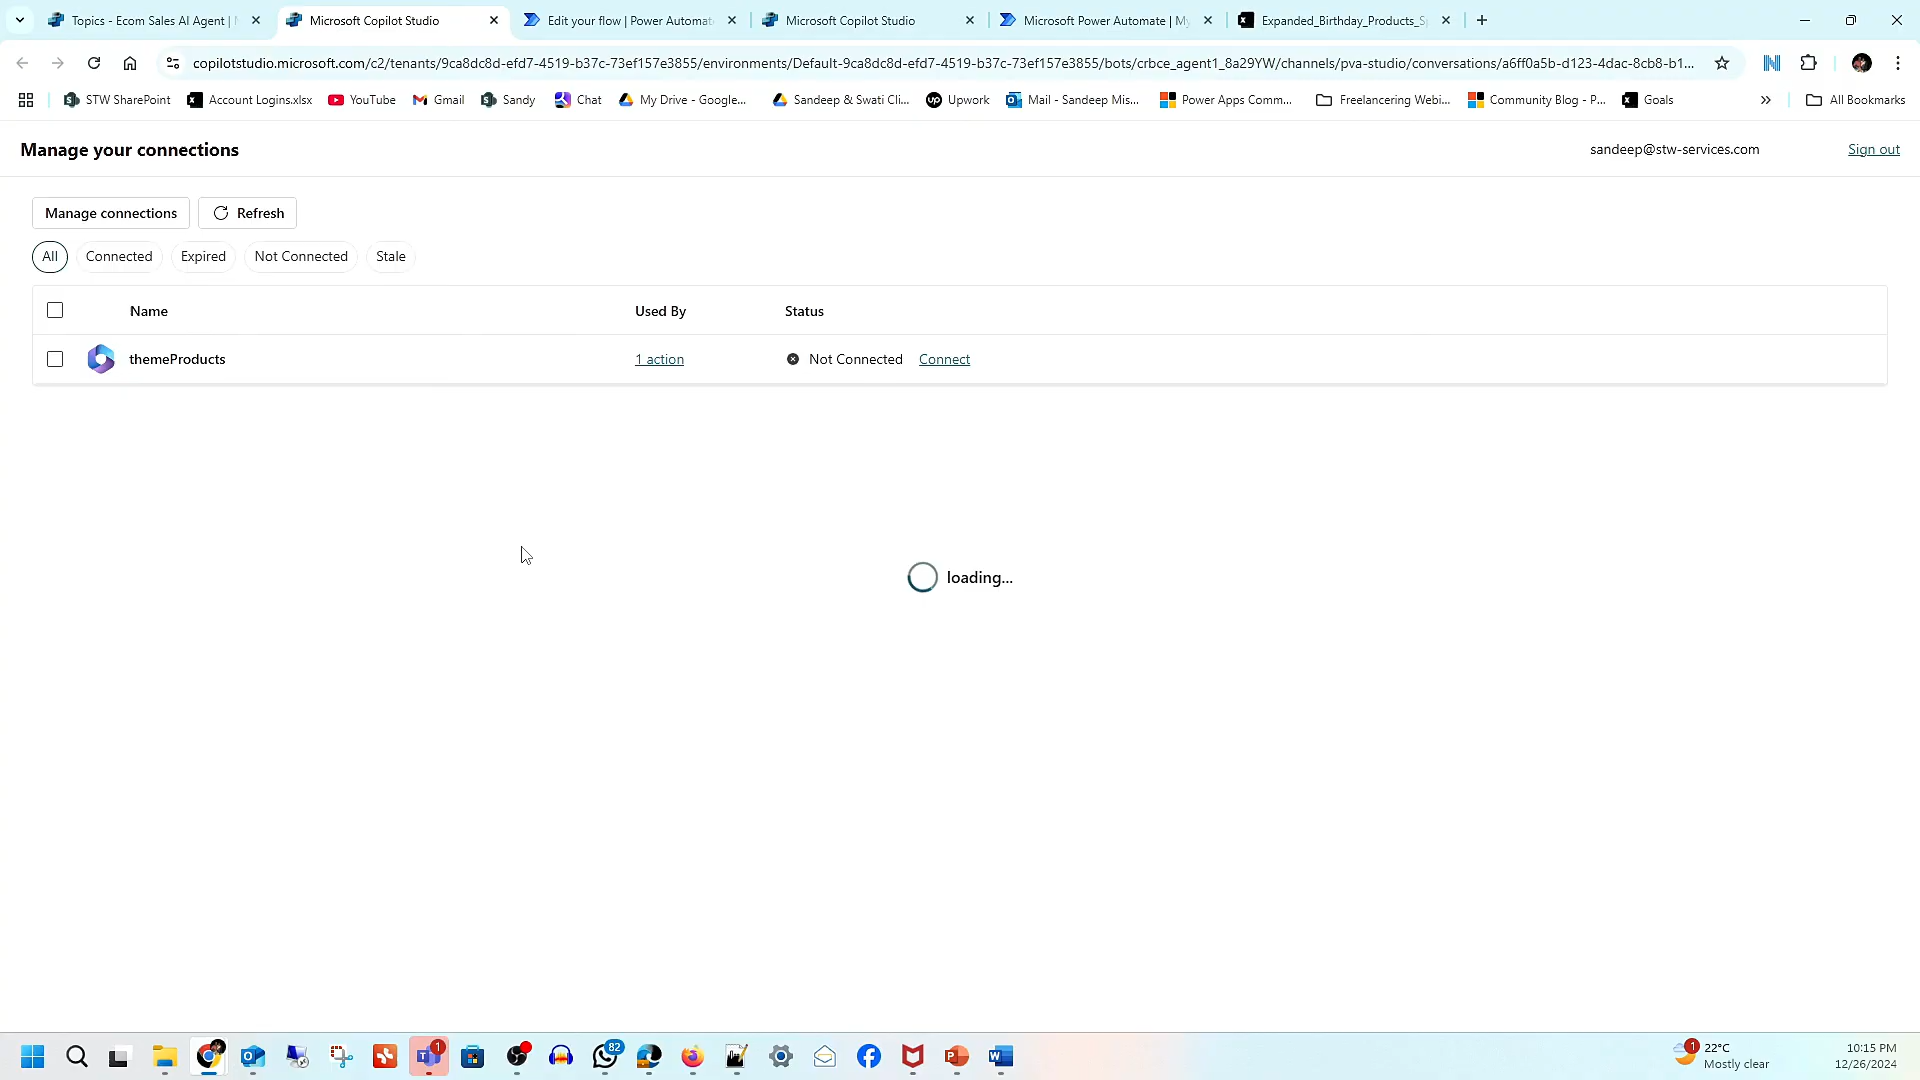 Topics - Ecom Sales AI Agent |
Microsoft Copilot Studio
Edit your flow | Power Automat
Microsoft Copilot Studio
Microsoft Power Automate | My
Expanded_Birthday_Products_S
copilotstudio.microsoft.com/c2/tenants/9ca8dc8d-efd7-4519-b37c-73ef157e3855/environments/Default-9ca8dc8d-efd7-4519-b37c-73ef157e3855/bots/crbce_agent1_8a29YW/channels/pva-studio/conversations/a6ff0a5b-d123-4dac-8cb8-b1...
STW SharePoint
Account Logins.xlsx
YouTube
Gmail
Sandy
Chat
My Drive - Google...
Sandeep & Swati Cli...
Upwork
Mail - Sandeep Mis...
Power Apps Comm...
Freelancering Webi...
Community Blog - P...
Goals
All Bookmarks
Manage your connections
sandeep@stw-services.com
Sign out
Manage connections
Refresh
All
Connected
Expired
Not Connected
Stale
Name
Used By
Status
themeProducts
1 action
Not Connected
Connect
loading...
1
82
1
22°C
Mostly clear
10:15 PM
12/26/2024